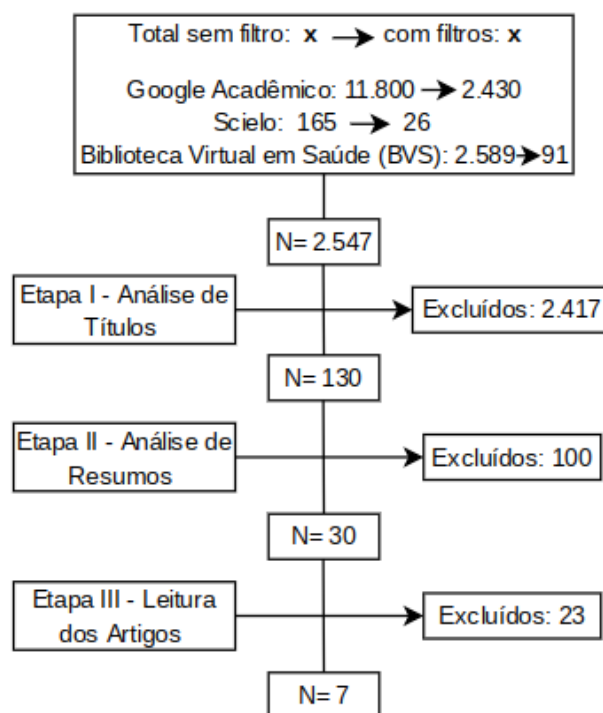 Total sem filtro: x → com filtros: x
Google Acadêmico: 11.800 → 2.430
Scielo: 165 → 26
Biblioteca Virtual em Saúde (BVS): 2.589→91
N= 2.547
Etapa I - Análise de
Títulos
Excluídos: 2.417
N= 130
Etapa II - Análise de
Resumos
Excluídos: 100
N= 30
Etapa III - Leitura
dos Artigos
Excluídos: 23
N= 7